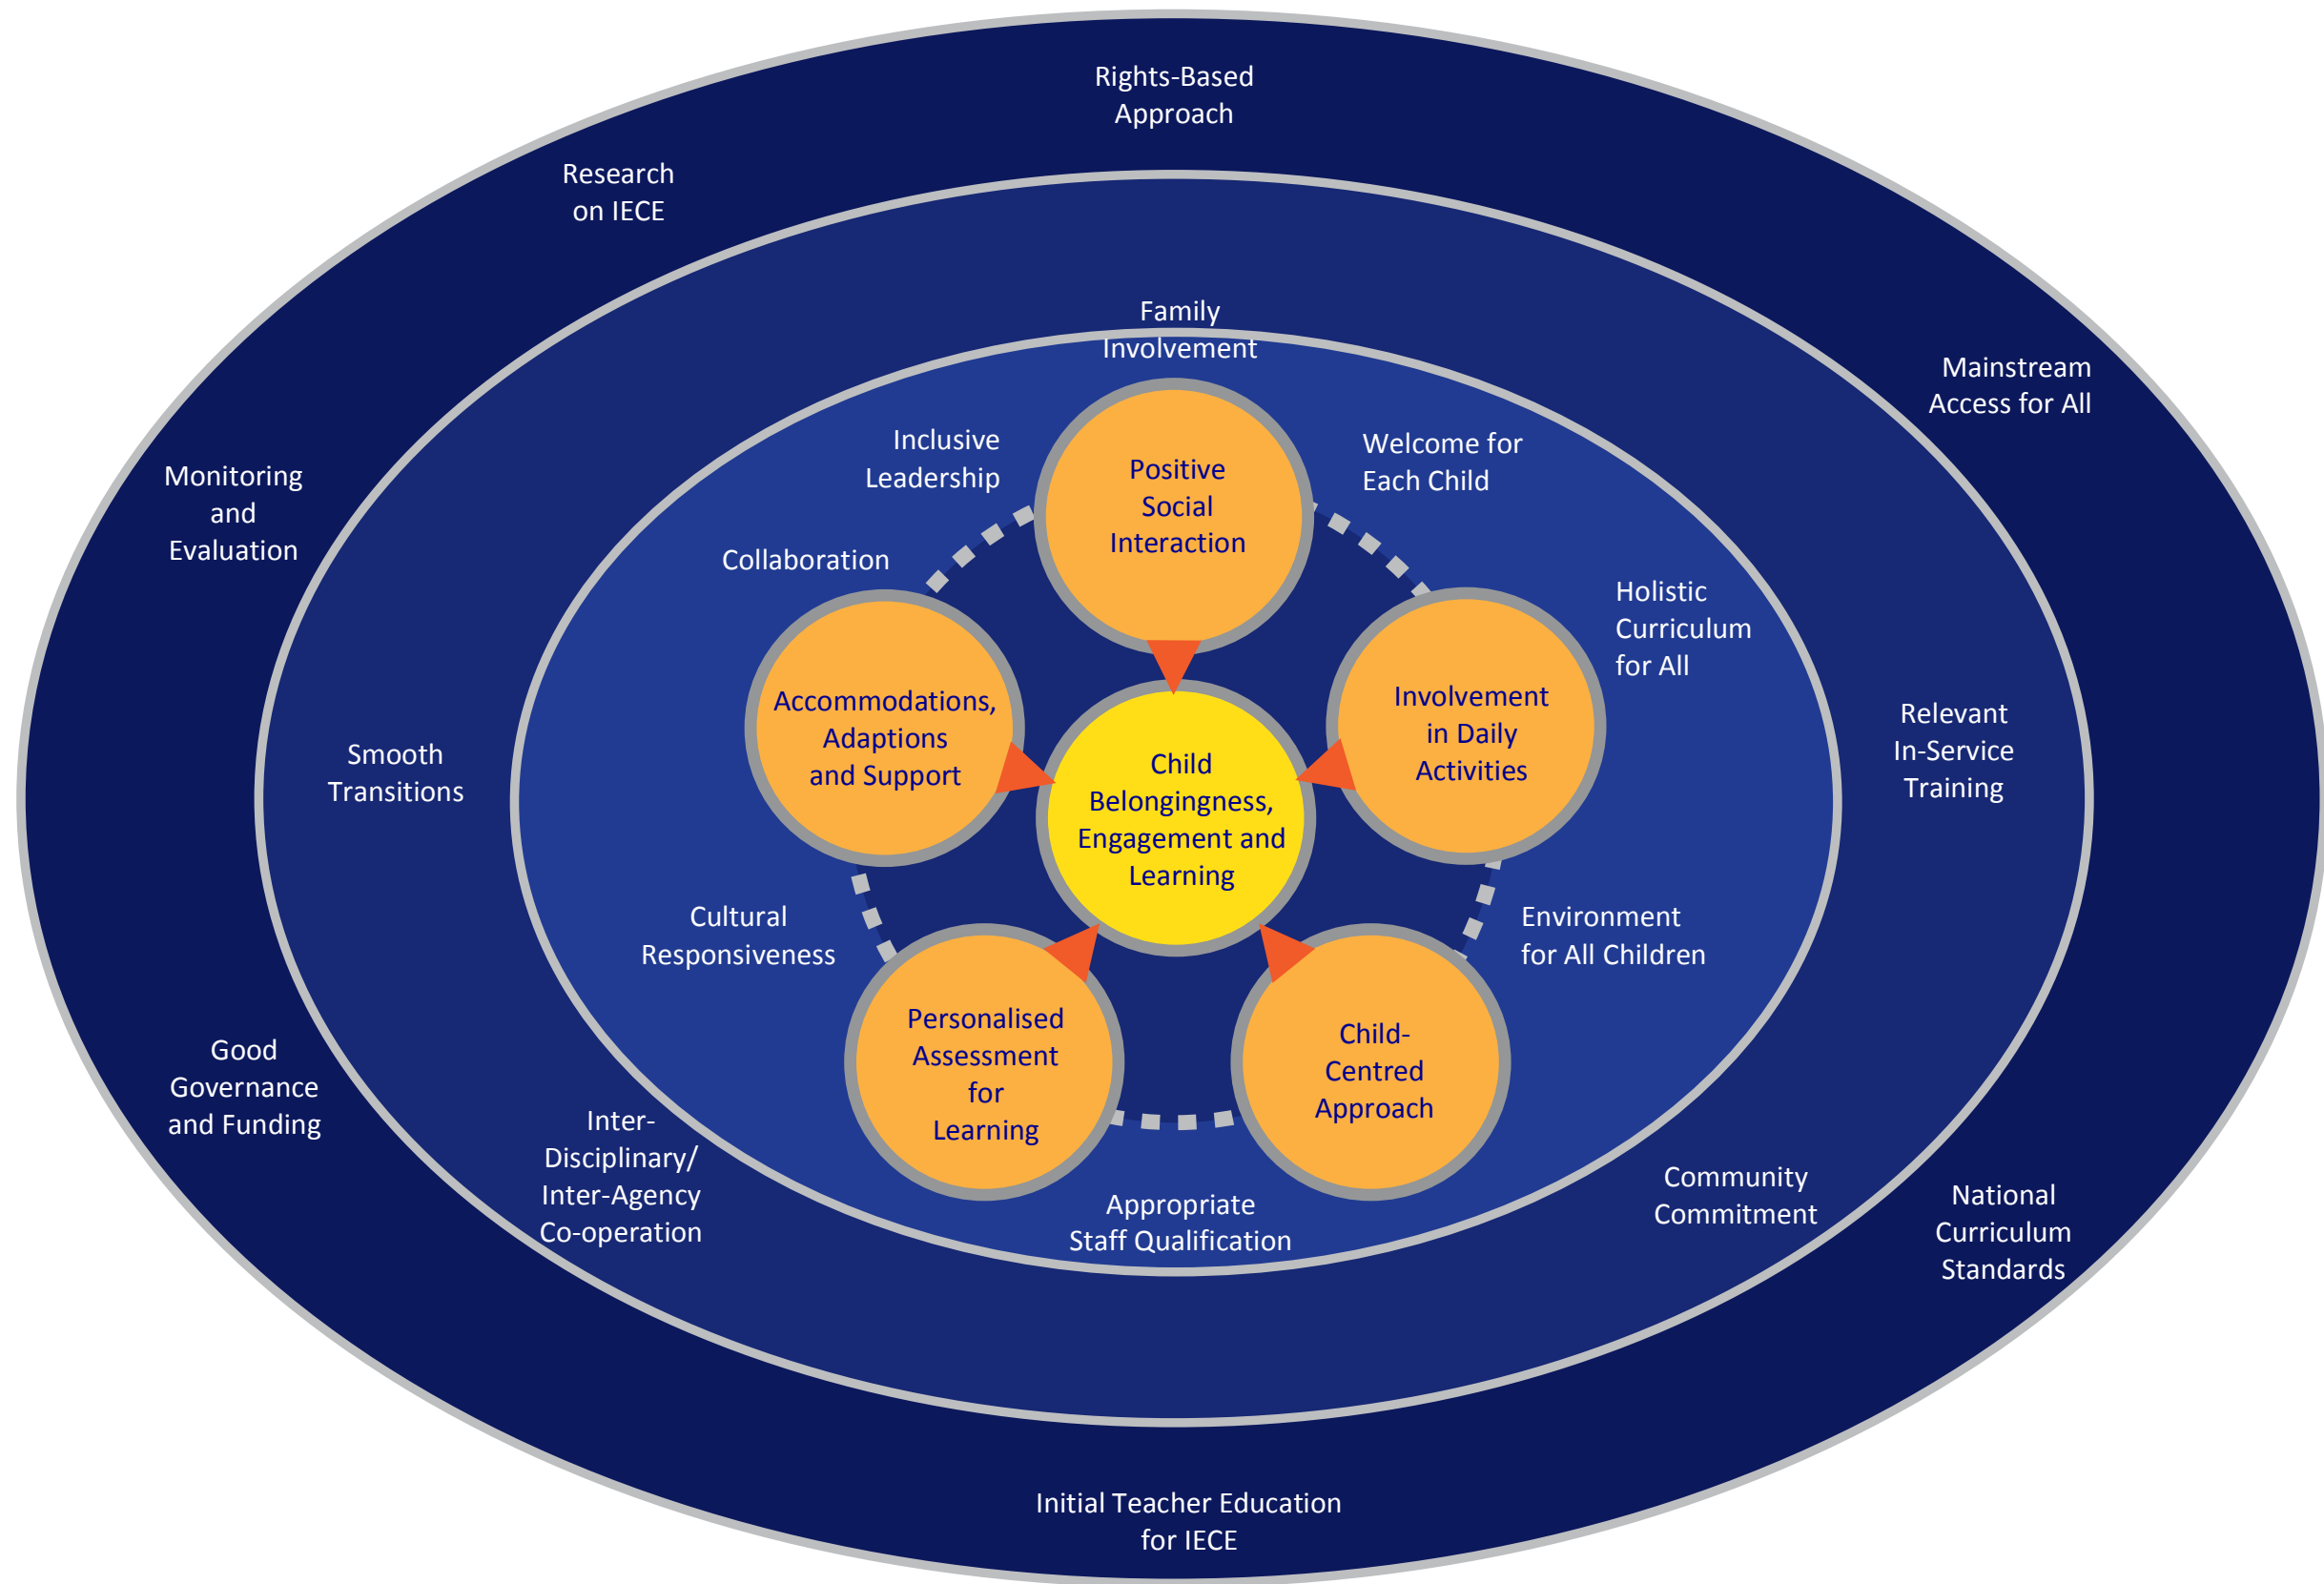 Rights-Based
Approach
Research
on IECE
Family
Involvement
Mainstream
Access for All
Inclusive
Leadership
Welcome for
Each Child
Monitoring
and
Evaluation
Positive
Social
Interaction
Collaboration
Holistic
Curriculum
for All
Accommodations,
Adaptions
and Support
Involvement
in Daily
Activities
Relevant
In-Service
Training
Smooth
Transitions
Child
Belongingness,
Engagement and
Learning
Cultural
Responsiveness
Environment
for All Children
Personalised
Assessment
for
Learning
Child-
Centred
Approach
Good
Governance
and Funding
Inter-
Disciplinary/
Inter-Agency
Co-operation
Appropriate
Staff Qualification
Community
Commitment
National
Curriculum
Standards
Initial Teacher Education
for IECE